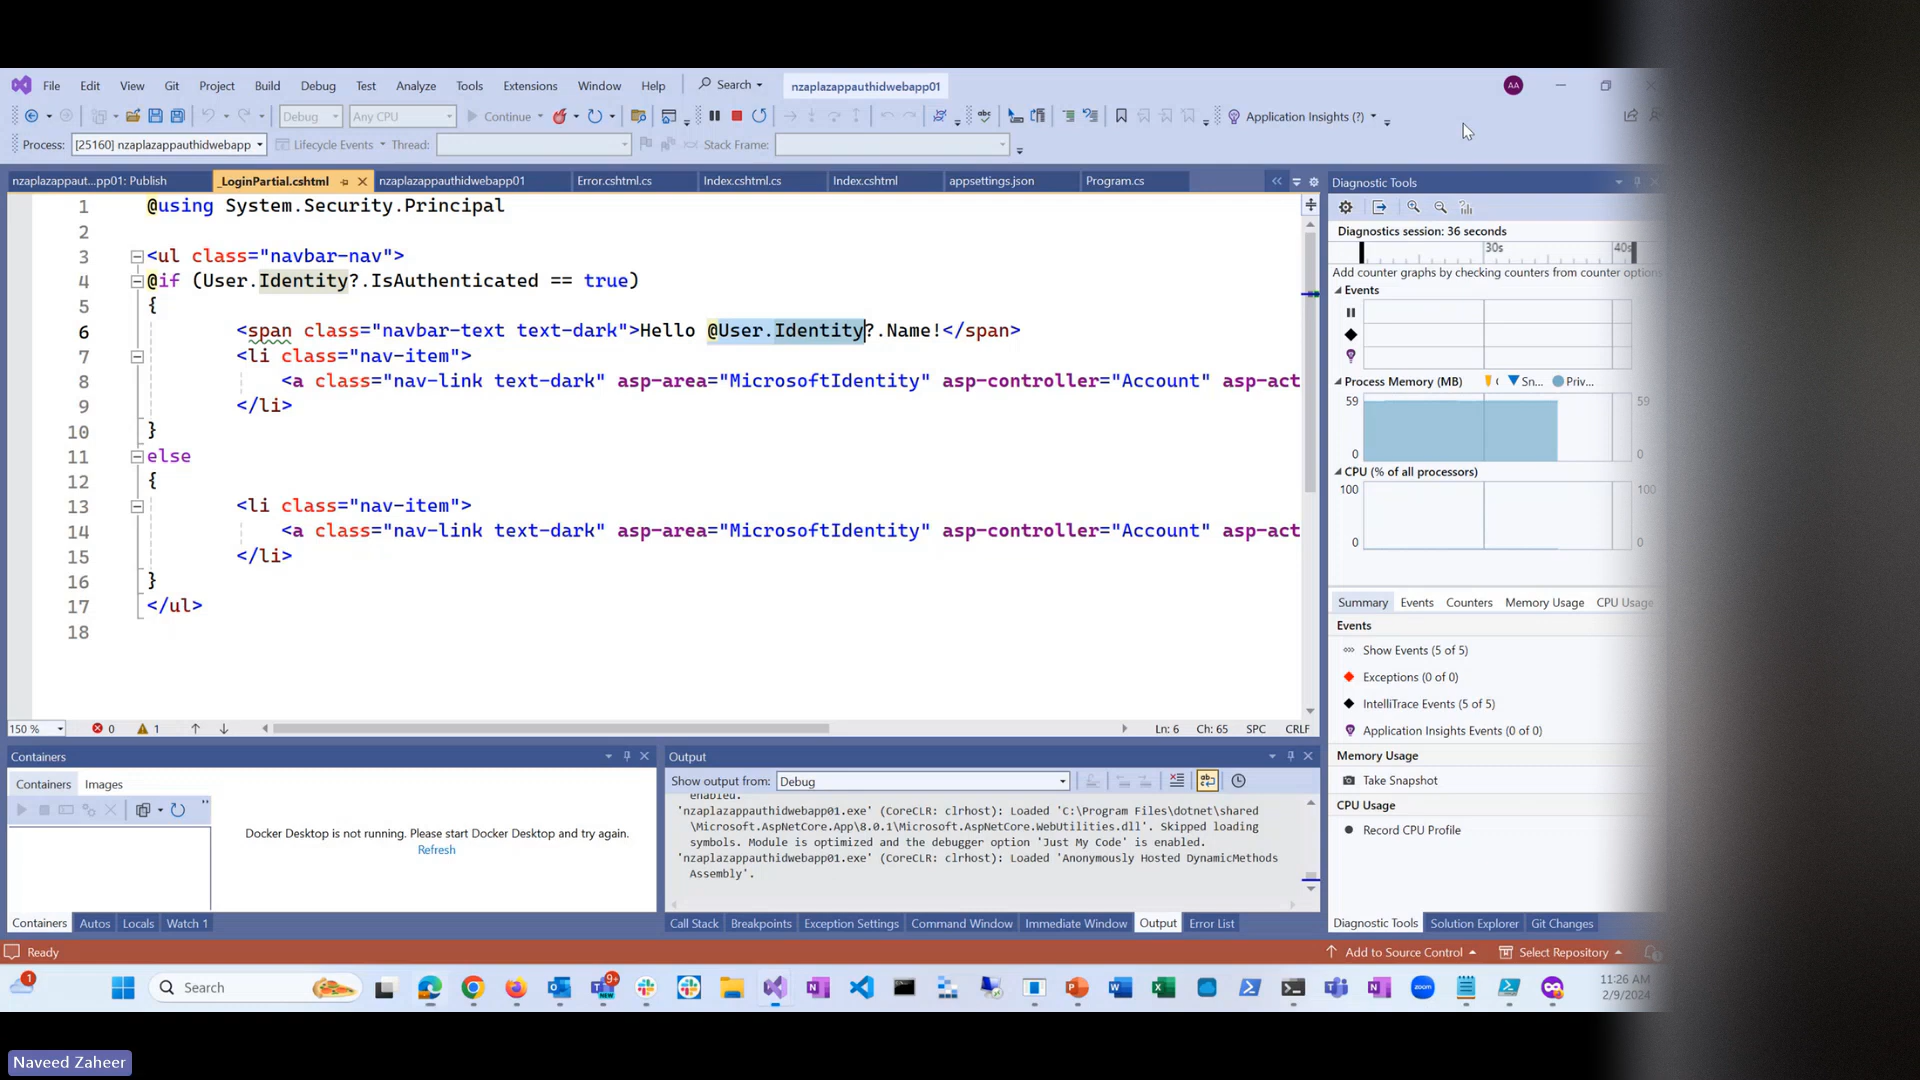 File Edit View Git Project Build Debug Test Analyze Tools Extensions Window Help Search nzaplazappauthidwebapp01 AA
Debug Any CPU Continue Application Insights (?)
Process: [25160] nzaplazappauthidwebapp Lifecycle Events Thread: Stack Frame:
nzaplazappaut...pp01: Publish _LoginPartial.cshtml nzaplazappauthidwebapp01 Error.cshtml.cs Index.cshtml.cs Index.cshtml appsettings.json Program.cs
1 @using System.Security.Principal
2
3 <ul class="navbar-nav">
4 @if (User.Identity?.IsAuthenticated == true)
5 {
6 <span class="navbar-text text-dark">Hello @User.Identity?.Name!</span>
7 <li class="nav-item">
8 <a class="nav-link text-dark" asp-area="MicrosoftIdentity" asp-controller="Account" asp-act
9 </li>
10 }
11 else
12 {
13 <li class="nav-item">
14 <a class="nav-link text-dark" asp-area="MicrosoftIdentity" asp-controller="Account" asp-act
15 </li>
16 }
17 </ul>
18
150 % 0 1 Ln: 6 Ch: 65 SPC CRLF
Diagnostic Tools
Diagnostics session: 36 seconds
30s 40s
Add counter graphs by checking counters from counter options
Events
Process Memory (MB) Sn... Priv...
59 59
0 0
CPU (% of all processors)
100 100
0 0
Summary Events Counters Memory Usage CPU Usage
Events
Show Events (5 of 5)
Exceptions (0 of 0)
IntelliTrace Events (5 of 5)
Application Insights Events (0 of 0)
Memory Usage
Take Snapshot
CPU Usage
Record CPU Profile
Diagnostic Tools Solution Explorer Git Changes
Containers
Containers Images
Docker Desktop is not running. Please start Docker Desktop and try again.
Refresh
Containers Autos Locals Watch 1
Output
Show output from: Debug
enabled.
'nzaplazappauthidwebapp01.exe' (CoreCLR: clrhost): Loaded 'C:\Program Files\dotnet\shared
\Microsoft.AspNetCore.App\8.0.1\Microsoft.AspNetCore.WebUtilities.dll'. Skipped loading
symbols. Module is optimized and the debugger option 'Just My Code' is enabled.
'nzaplazappauthidwebapp01.exe' (CoreCLR: clrhost): Loaded 'Anonymously Hosted DynamicMethods
Assembly'.
Call Stack Breakpoints Exception Settings Command Window Immediate Window Output Error List
Ready Add to Source Control Select Repository
1 Search 9+ NEW zoom 11:26 AM
2/9/2024
Naveed Zaheer